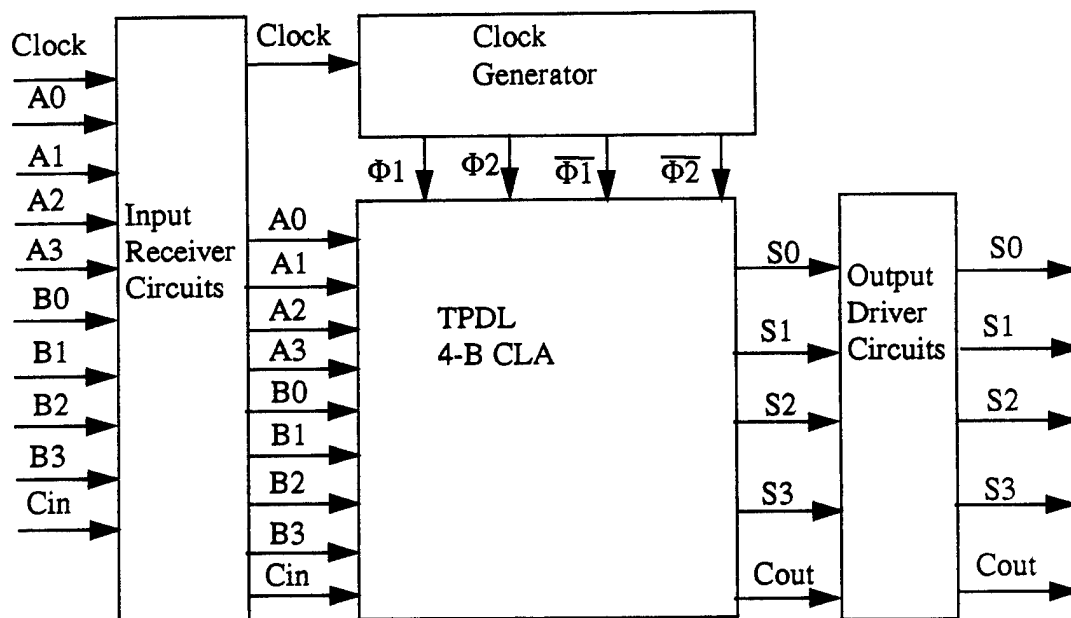 Clock
A0
A1
A2
A3
B0
B1
B2
B3
Cin
Input
Receiver
Circuits
Clock
A0
A1
A2
A3
B0
B1
B2
B3
Cin
Clock
Generator
Φ1 Φ2 Φ̅1̅ Φ̅2̅
TPDL
4-B CLA
S0
S1
S2
S3
Cout
Output
Driver
Circuits
S0
S1
S2
S3
Cout